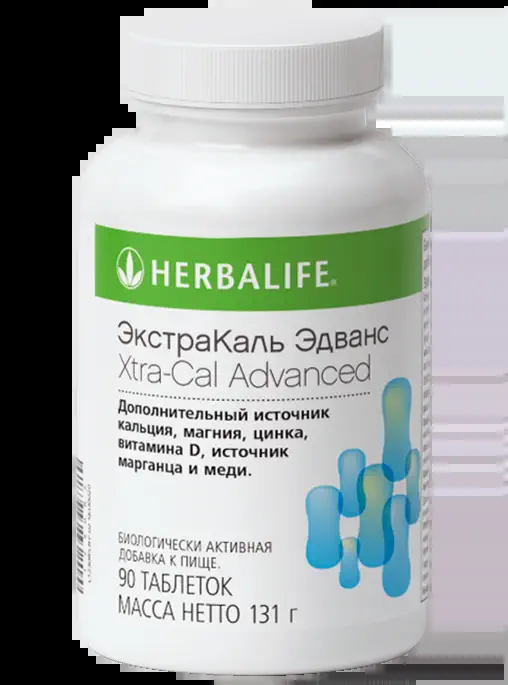 HERBALIFE
ЭкстраКаль Эдванс
Xtra-Cal Advanced
Дополнительный источник
кальция, магния, цинка,
витамина D, источник
марганца и меди.
БИОЛОГИЧЕСКИ АКТИВНАЯ
ДОБАВКА К ПИЩЕ.
90 ТАБЛЕТОК
МАССА НЕТТО 131 г